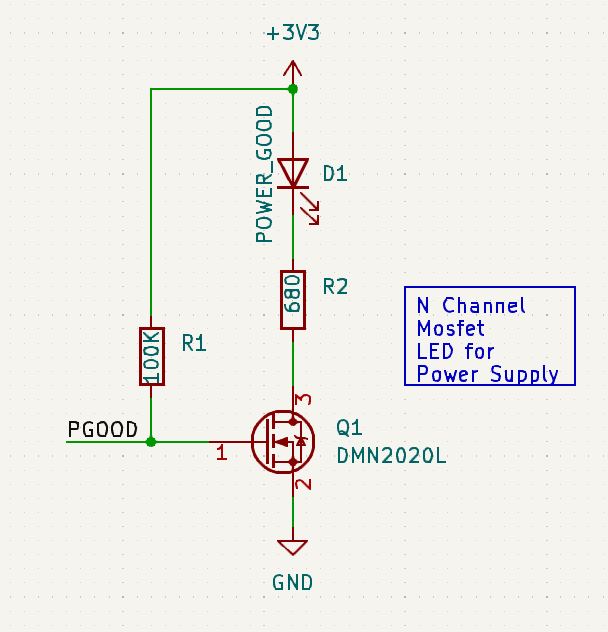 +3V3
POWER_GOOD
D1
680
R2
N Channel
Mosfet
LED for
Power Supply
100K
R1
3
PGOOD
1
Q1
DMN2020L
2
GND